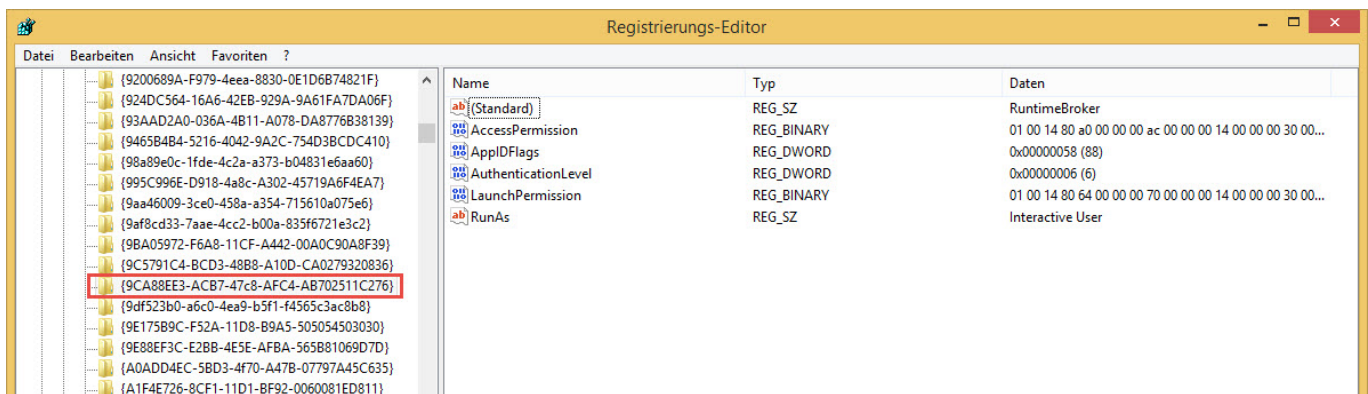 Registrierungs-Editor
Datei Bearbeiten Ansicht Favoriten ?
{9200689A-F979-4eea-8830-0E1D6B74821F}
{924DC564-16A6-42EB-929A-9A61FA7DA06F}
{93AAD2A0-036A-4B11-A078-DA8776B38139}
{9465B4B4-5216-4042-9A2C-754D3BCDC410}
{98a89e0c-1fde-4c2a-a373-b04831e6aa60}
{995C996E-D918-4a8c-A302-45719A6F4EA7}
{9aa46009-3ce0-458a-a354-715610a075e6}
{9af8cd33-7aae-4cc2-b00a-835f6721e3c2}
{9BA05972-F6A8-11CF-A442-00A0C90A8F39}
{9C5791C4-BCD3-48B8-A10D-CA0279320836}
{9CA88EE3-ACB7-47c8-AFC4-AB702511C276}
{9df523b0-a6c0-4ea9-b5f1-f4565c3ac8b8}
{9E175B9C-F52A-11D8-B9A5-505054503030}
{9E88EF3C-E2BB-4E5E-AFBA-565B81069D7D}
{A0ADD4EC-5BD3-4f70-A47B-07797A45C635}
{A1F4E726-8CF1-11D1-BF92-0060081ED811}
Name Typ Daten
(Standard) REG_SZ RuntimeBroker
AccessPermission REG_BINARY 01 00 14 80 a0 00 00 00 ac 00 00 00 14 00 00 00 30 00...
AppIDFlags REG_DWORD 0x00000058 (88)
AuthenticationLevel REG_DWORD 0x00000006 (6)
LaunchPermission REG_BINARY 01 00 14 80 64 00 00 00 70 00 00 00 14 00 00 00 30 00...
RunAs REG_SZ Interactive User